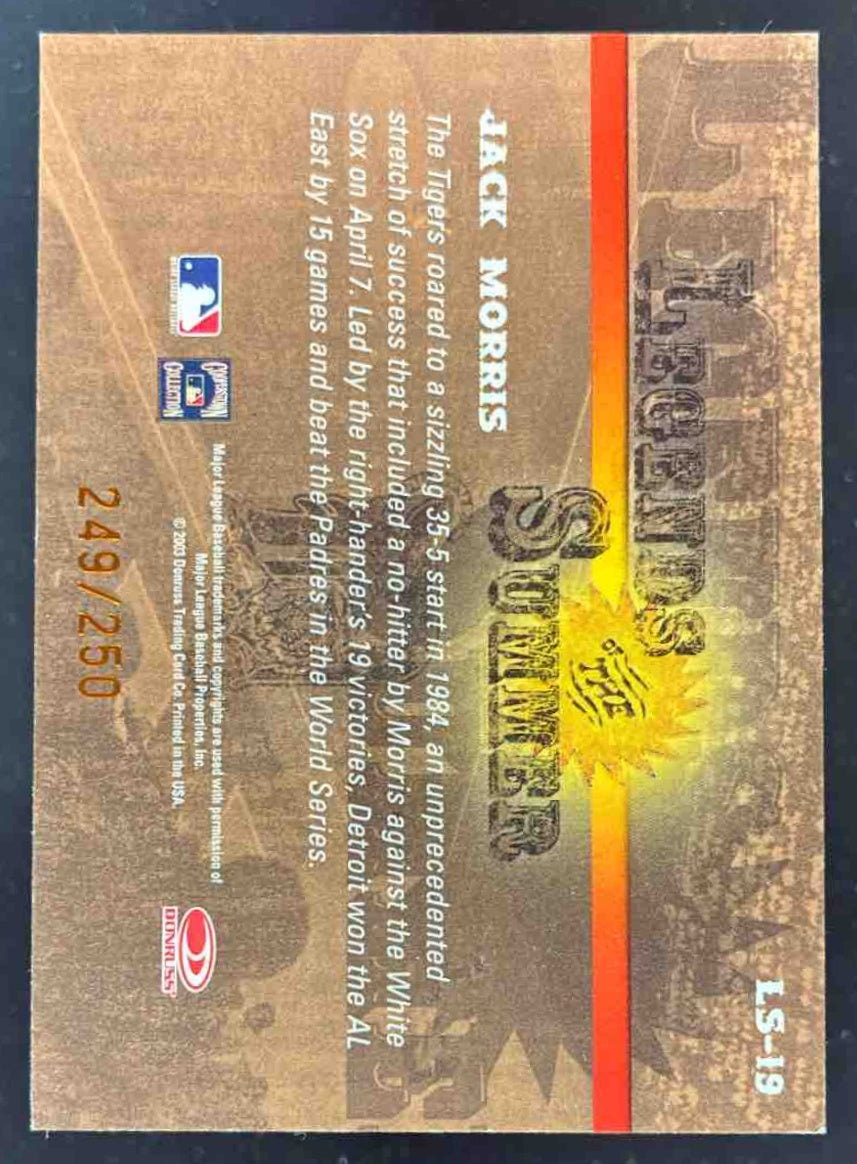 LS-19
LEGENDS
OF
THE
SUMMER
JACK MORRIS
The Tigers roared to a sizzling 35-5 start in 1984, an unprecedented
stretch of success that included a no-hitter by Morris against the White
Sox on April 7. Led by the right-hander's 19 victories, Detroit won the AL
East by 15 games and beat the Padres in the World Series.
COOPERSTOWN
COLLECTION
Major League Baseball trademarks and copyrights are used with permission of
Major League Baseball Properties, Inc.
© 2003 Donruss Trading Card Co. Printed in the USA.
DONRUSS
249/250